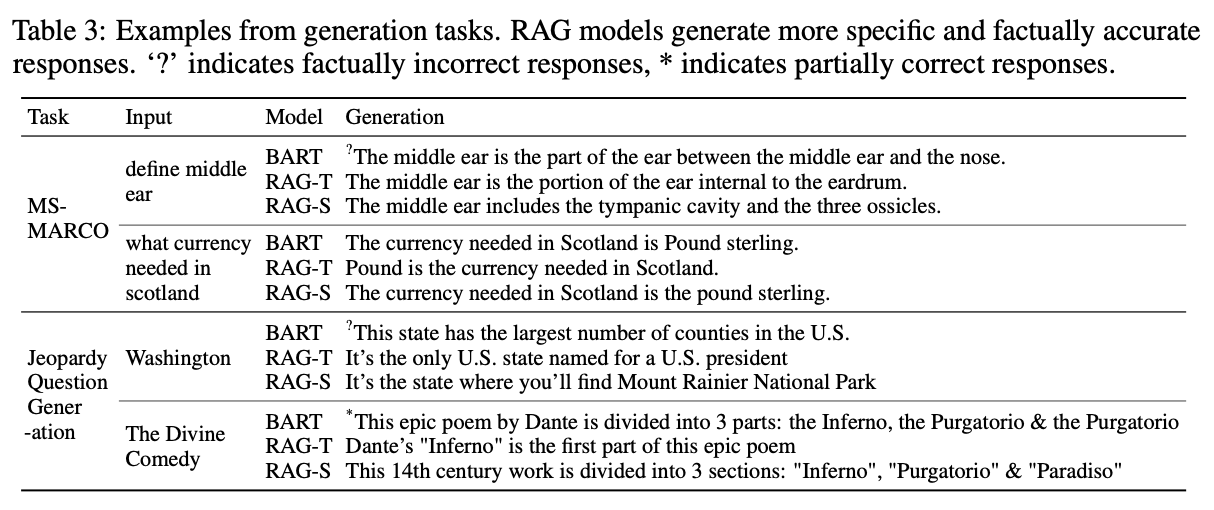 Table 3: Examples from generation tasks. RAG models generate more specific and factually accurate
responses. ‘?’ indicates factually incorrect responses, * indicates partially correct responses.
Task Input Model Generation
MS-
MARCO
define middle
ear
BART ?The middle ear is the part of the ear between the middle ear and the nose.
RAG-T The middle ear is the portion of the ear internal to the eardrum.
RAG-S The middle ear includes the tympanic cavity and the three ossicles.
what currency
needed in
scotland
BART The currency needed in Scotland is Pound sterling.
RAG-T Pound is the currency needed in Scotland.
RAG-S The currency needed in Scotland is the pound sterling.
Jeopardy
Question
Gener
-ation
Washington
BART ?This state has the largest number of counties in the U.S.
RAG-T It’s the only U.S. state named for a U.S. president
RAG-S It’s the state where you’ll find Mount Rainier National Park
The Divine
Comedy
BART *This epic poem by Dante is divided into 3 parts: the Inferno, the Purgatorio & the Purgatorio
RAG-T Dante’s "Inferno" is the first part of this epic poem
RAG-S This 14th century work is divided into 3 sections: "Inferno", "Purgatorio" & "Paradiso"